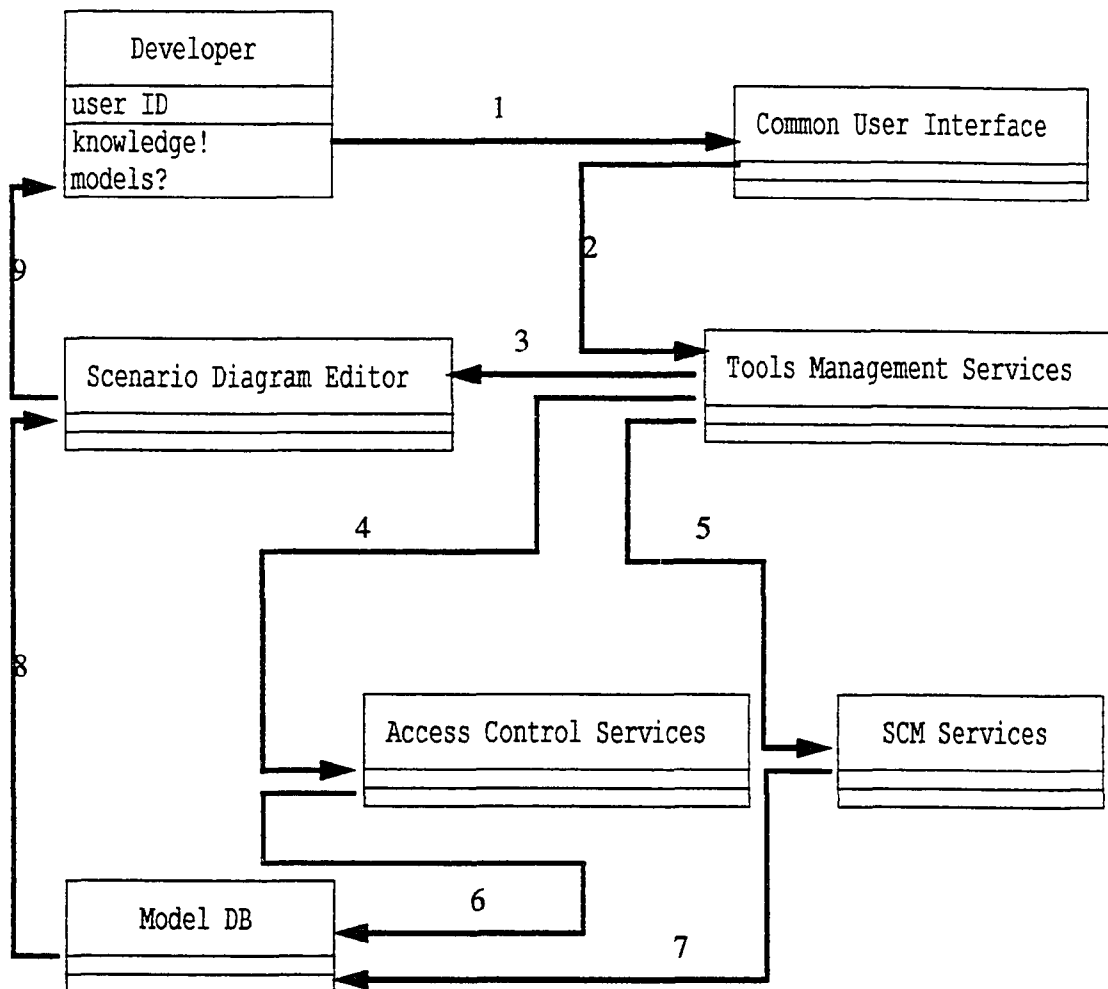 Developer
user ID
knowledge!
models?
1
Common User Interface
2
9
3
Scenario Diagram Editor
Tools Management Services
4
5
8
Access Control Services
SCM Services
6
Model DB
7